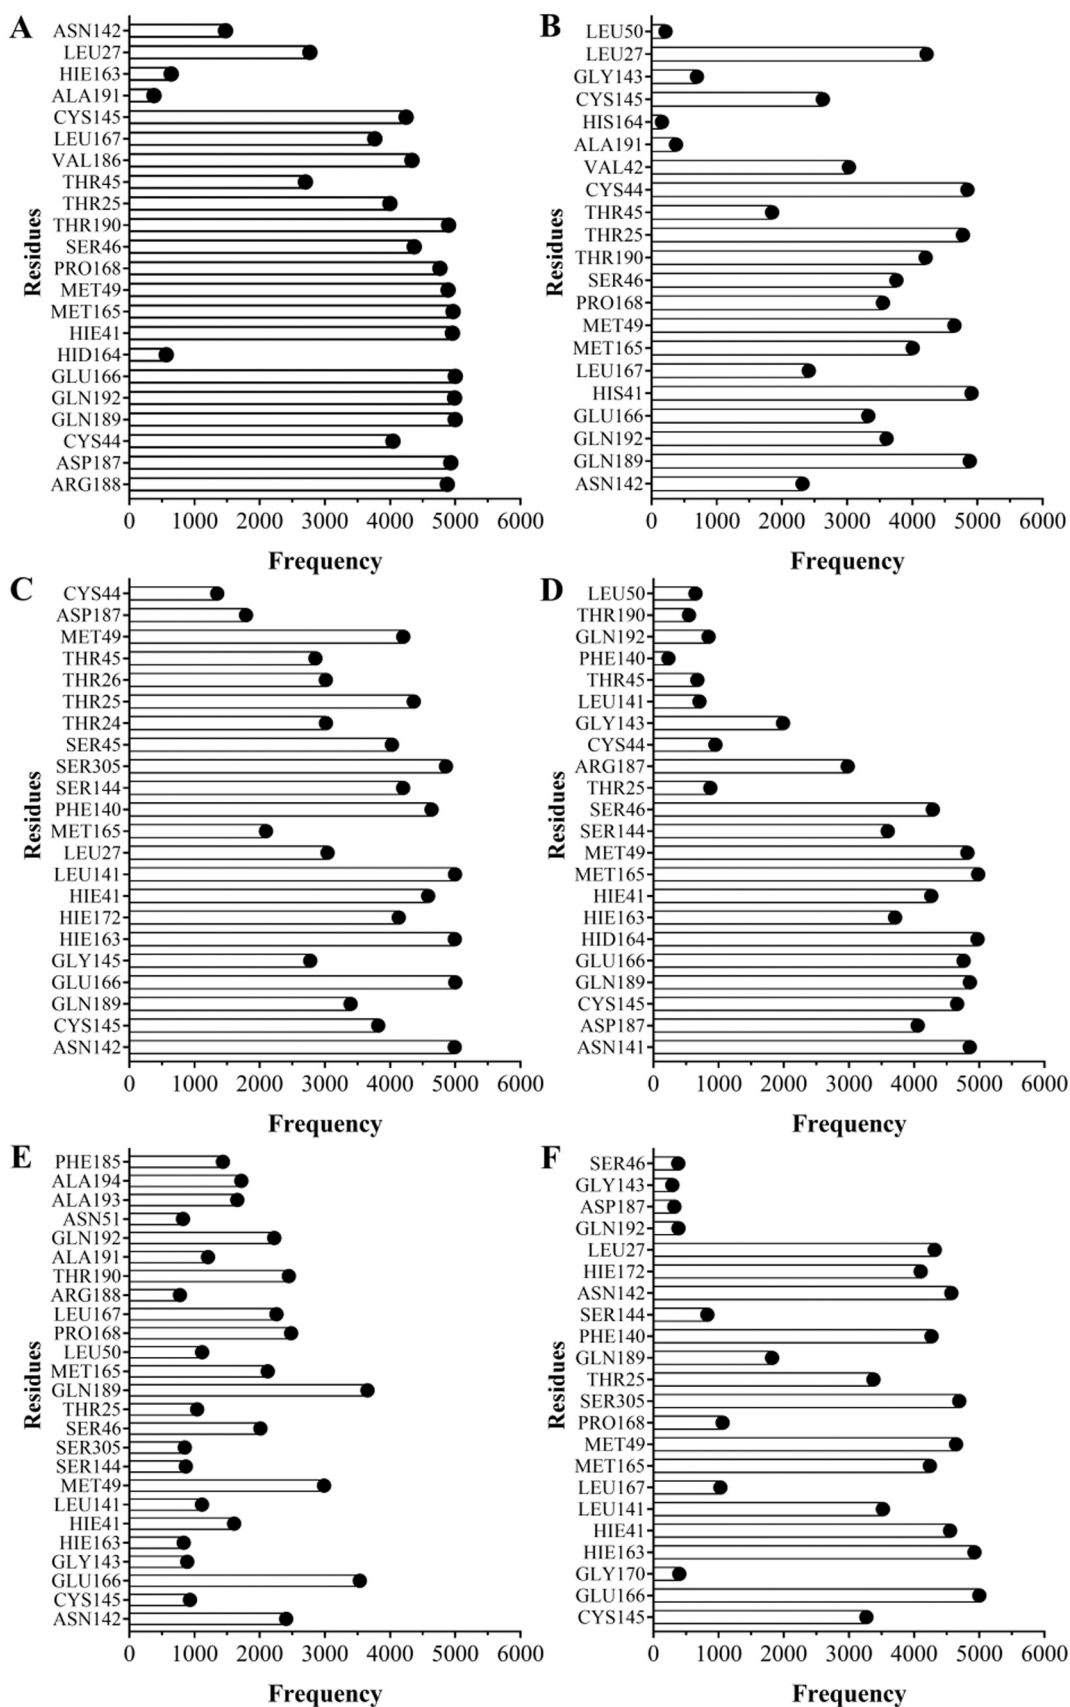 A
ASN142
LEU27
HIE163
ALA191
CYS145
LEU167
VAL186
THR45
THR25
THR190
SER46
PRO168
MET49
MET165
HIE41
HID164
GLU166
GLN192
GLN189
CYS44
ASP187
ARG188
Residues
0 1000 2000 3000 4000 5000 6000
Frequency
B
LEU50
LEU27
GLY143
CYS145
HIS164
ALA191
VAL42
CYS44
THR45
THR25
THR190
SER46
PRO168
MET49
MET165
LEU167
HIS41
GLU166
GLN192
GLN189
ASN142
Residues
0 1000 2000 3000 4000 5000 6000
Frequency
C
CYS44
ASP187
MET49
THR45
THR26
THR25
THR24
SER45
SER305
SER144
PHE140
MET165
LEU27
LEU141
HIE41
HIE172
HIE163
GLY145
GLU166
GLN189
CYS145
ASN142
Residues
0 1000 2000 3000 4000 5000 6000
Frequency
D
LEU50
THR190
GLN192
PHE140
THR45
LEU141
GLY143
CYS44
ARG187
THR25
SER46
SER144
MET49
MET165
HIE41
HIE163
HID164
GLU166
GLN189
CYS145
ASP187
ASN141
Residues
0 1000 2000 3000 4000 5000 6000
Frequency
E
PHE185
ALA194
ALA193
ASN51
GLN192
ALA191
THR190
ARG188
LEU167
PRO168
LEU50
MET165
GLN189
THR25
SER46
SER305
SER144
MET49
LEU141
HIE41
HIE163
GLY143
GLU166
CYS145
ASN142
Residues
0 1000 2000 3000 4000 5000 6000
Frequency
F
SER46
GLY143
ASP187
GLN192
LEU27
HIE172
ASN142
SER144
PHE140
GLN189
THR25
SER305
PRO168
MET49
MET165
LEU167
LEU141
HIE41
HIE163
GLY170
GLU166
CYS145
Residues
0 1000 2000 3000 4000 5000 6000
Frequency